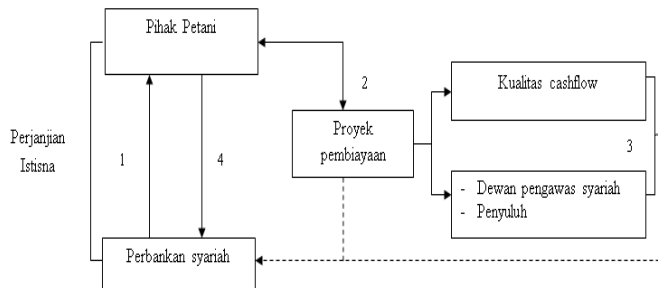 Pihak Petani
2
Kualitas cashflow
Proyek
pembiayaan
Perjanjian
Istisna
1
4
3
- Dewan pengawas syariah
- Penyuluh
Perbankan syariah